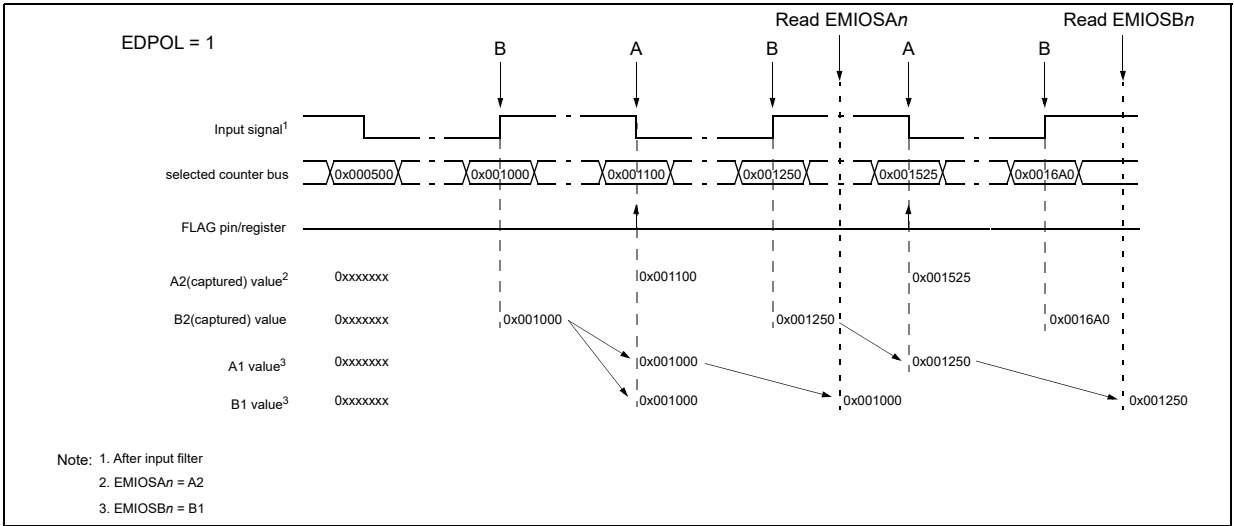 Read EMIOSAn Read EMIOSBn
EDPOL = 1
B A B A B
Input signal1
selected counter bus 0x000500 0x001000 0x001100 0x001250 0x001525 0x0016A0
FLAG pin/register
A2(captured) value2 0xxxxxxx 0x001100 0x001525
B2(captured) value 0xxxxxxx 0x001000 0x001250 0x0016A0
A1 value3 0xxxxxxx 0x001000 0x001250
B1 value3 0xxxxxxx 0x001000 0x001000 0x001250
Note: 1. After input filter
2. EMIOSAn = A2
3. EMIOSBn = B1